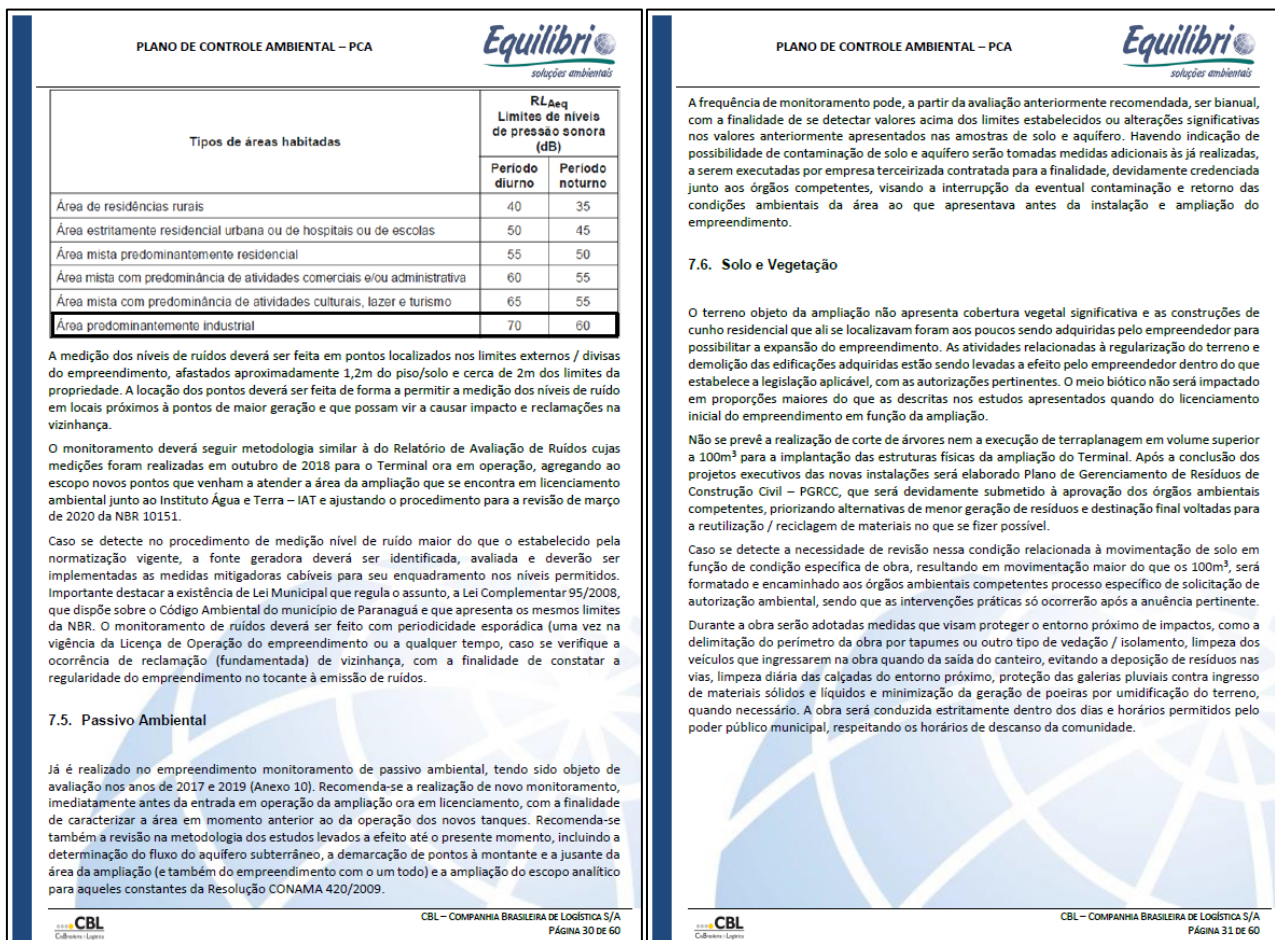 PLANO DE CONTROLE AMBIENTAL – PCA
Equilibri
soluções ambientais
Tipos de áreas habitadas
RLAeq
Limites de níveis
de pressão sonora
(dB)
Período
diurno
Período
noturno
Área de residências rurais 40 35
Área estritamente residencial urbana ou de hospitais ou de escolas 50 45
Área mista predominantemente residencial 55 50
Área mista com predominância de atividades comerciais e/ou administrativa 60 55
Área mista com predominância de atividades culturais, lazer e turismo 65 55
Área predominantemente industrial 70 60
A medição dos níveis de ruídos deverá ser feita em pontos localizados nos limites externos / divisas
do empreendimento, afastados aproximadamente 1,2m do piso/solo e cerca de 2m dos limites da
propriedade. A locação dos pontos deverá ser feita de forma a permitir a medição dos níveis de ruído
em locais próximos à pontos de maior geração e que possam vir a causar impacto e reclamações na
vizinhança.
O monitoramento deverá seguir metodologia similar à do Relatório de Avaliação de Ruídos cujas
medições foram realizadas em outubro de 2018 para o Terminal ora em operação, agregando ao
escopo novos pontos que venham a atender a área da ampliação que se encontra em licenciamento
ambiental junto ao Instituto Água e Terra – IAT e ajustando o procedimento para a revisão de março
de 2020 da NBR 10151.
Caso se detecte no procedimento de medição nível de ruído maior do que o estabelecido pela
normatização vigente, a fonte geradora deverá ser identificada, avaliada e deverão ser
implementadas as medidas mitigadoras cabíveis para seu enquadramento nos níveis permitidos.
Importante destacar a existência de Lei Municipal que regula o assunto, a Lei Complementar 95/2008,
que dispõe sobre o Código Ambiental do município de Paranaguá e que apresenta os mesmos limites
da NBR. O monitoramento de ruídos deverá ser feito com periodicidade esporádica (uma vez na
vigência da Licença de Operação do empreendimento ou a qualquer tempo, caso se verifique a
ocorrência de reclamação (fundamentada) de vizinhança, com a finalidade de constatar a
regularidade do empreendimento no tocante à emissão de ruídos.
7.5. Passivo Ambiental
Já é realizado no empreendimento monitoramento de passivo ambiental, tendo sido objeto de
avaliação nos anos de 2017 e 2019 (Anexo 10). Recomenda-se a realização de novo monitoramento,
imediatamente antes da entrada em operação da ampliação ora em licenciamento, com a finalidade
de caracterizar a área em momento anterior ao da operação dos novos tanques. Recomenda-se
também a revisão na metodologia dos estudos levados a efeito até o presente momento, incluindo a
determinação do fluxo do aquífero subterrâneo, a demarcação de pontos à montante e a jusante da
área da ampliação (e também do empreendimento com o um todo) e a ampliação do escopo analítico
para aqueles constantes da Resolução CONAMA 420/2009.
CBL
CBL – COMPANHIA BRASILEIRA DE LOGÍSTICA S/A
PÁGINA 30 DE 60
PLANO DE CONTROLE AMBIENTAL – PCA
Equilibri
soluções ambientais
A frequência de monitoramento pode, a partir da avaliação anteriormente recomendada, ser bianual,
com a finalidade de se detectar valores acima dos limites estabelecidos ou alterações significativas
nos valores anteriormente apresentados nas amostras de solo e aquífero. Havendo indicação de
possibilidade de contaminação de solo e aquífero serão tomadas medidas adicionais às já realizadas,
a serem executadas por empresa terceirizada contratada para a finalidade, devidamente credenciada
junto aos órgãos competentes, visando a interrupção da eventual contaminação e retorno das
condições ambientais da área ao que apresentava antes da instalação e ampliação do
empreendimento.
7.6. Solo e Vegetação
O terreno objeto da ampliação não apresenta cobertura vegetal significativa e as construções de
cunho residencial que ali se localizavam foram aos poucos sendo adquiridas pelo empreendedor para
possibilitar a expansão do empreendimento. As atividades relacionadas à regularização do terreno e
demolição das edificações adquiridas estão sendo levadas a efeito pelo empreendedor dentro do que
estabelece a legislação aplicável, com as autorizações pertinentes. O meio biótico não será impactado
em proporções maiores do que as descritas nos estudos apresentados quando do licenciamento
inicial do empreendimento em função da ampliação.
Não se prevê a realização de corte de árvores nem a execução de terraplanagem em volume superior
a 100m³ para a implantação das estruturas físicas da ampliação do Terminal. Após a conclusão dos
projetos executivos das novas instalações será elaborado Plano de Gerenciamento de Resíduos de
Construção Civil – PGRCC, que será devidamente submetido à aprovação dos órgãos ambientais
competentes, priorizando alternativas de menor geração de resíduos e destinação final voltadas para
a reutilização / reciclagem de materiais no que se fizer possível.
Caso se detecte a necessidade de revisão nessa condição relacionada à movimentação de solo em
função de condição específica de obra, resultando em movimentação maior do que os 100m³, será
formatado e encaminhado aos órgãos ambientais competentes processo específico de solicitação de
autorização ambiental, sendo que as intervenções práticas só ocorrerão após a anuência pertinente.
Durante a obra serão adotadas medidas que visam proteger o entorno próximo de impactos, como a
delimitação do perímetro da obra por tapumes ou outro tipo de vedação / isolamento, limpeza dos
veículos que ingressarem na obra quando da saída do canteiro, evitando a deposição de resíduos nas
vias, limpeza diária das calçadas do entorno próximo, proteção das galerias pluviais contra ingresso
de materiais sólidos e líquidos e minimização da geração de poeiras por umidificação do terreno,
quando necessário. A obra será conduzida estritamente dentro dos dias e horários permitidos pelo
poder público municipal, respeitando os horários de descanso da comunidade.
CBL
CBL – COMPANHIA BRASILEIRA DE LOGÍSTICA S/A
PÁGINA 31 DE 60